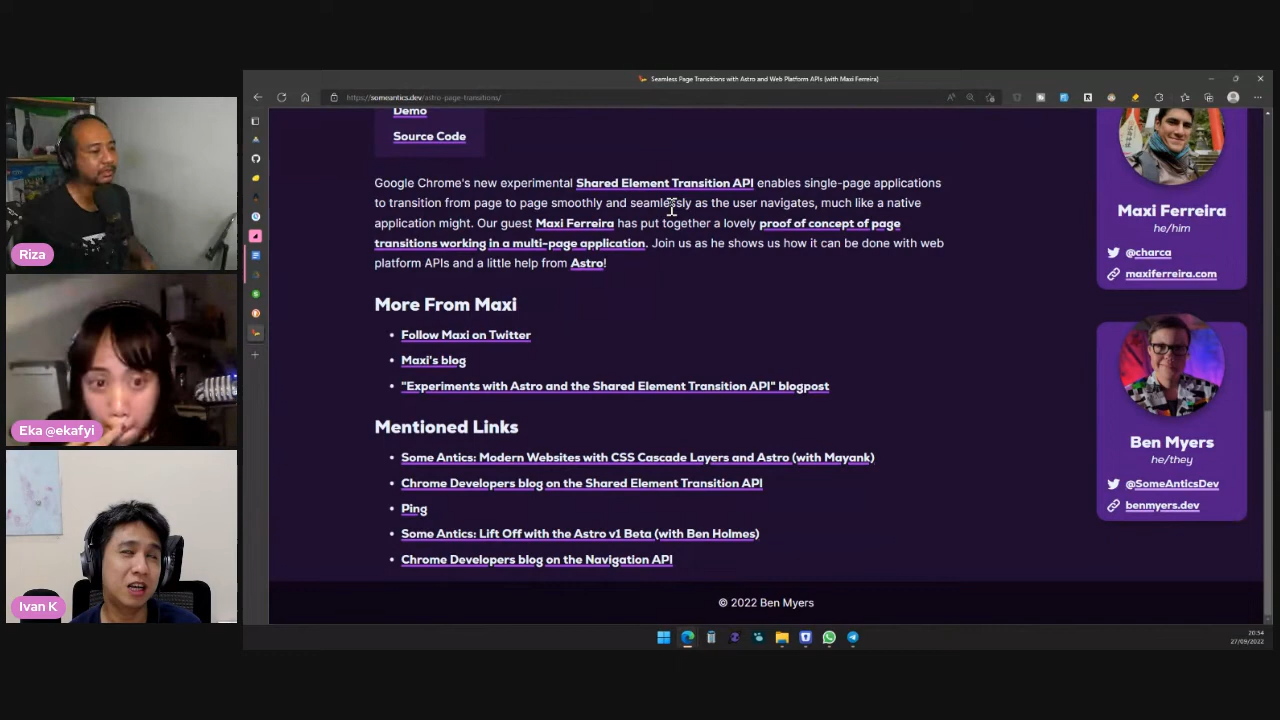 Seamless Page Transitions with Astro and Web Platform APIs (with Maxi Ferreira)
https://someantics.dev/astro-page-transitions/
Riza
Eka @ekafyi
Ivan K
Demo
Source Code
Google Chrome's new experimental Shared Element Transition API enables single-page applications
to transition from page to page smoothly and seamlessly as the user navigates, much like a native
application might. Our guest Maxi Ferreira has put together a lovely proof of concept of page
transitions working in a multi-page application. Join us as he shows us how it can be done with web
platform APIs and a little help from Astro!
More From Maxi
• Follow Maxi on Twitter
• Maxi's blog
• "Experiments with Astro and the Shared Element Transition API" blogpost
Mentioned Links
• Some Antics: Modern Websites with CSS Cascade Layers and Astro (with Mayank)
• Chrome Developers blog on the Shared Element Transition API
• Ping
• Some Antics: Lift Off with the Astro v1 Beta (with Ben Holmes)
• Chrome Developers blog on the Navigation API
Maxi Ferreira
he/him
@charca
maxiferreira.com
Ben Myers
he/they
@SomeAnticsDev
benmyers.dev
© 2022 Ben Myers
20:54
27/09/2022